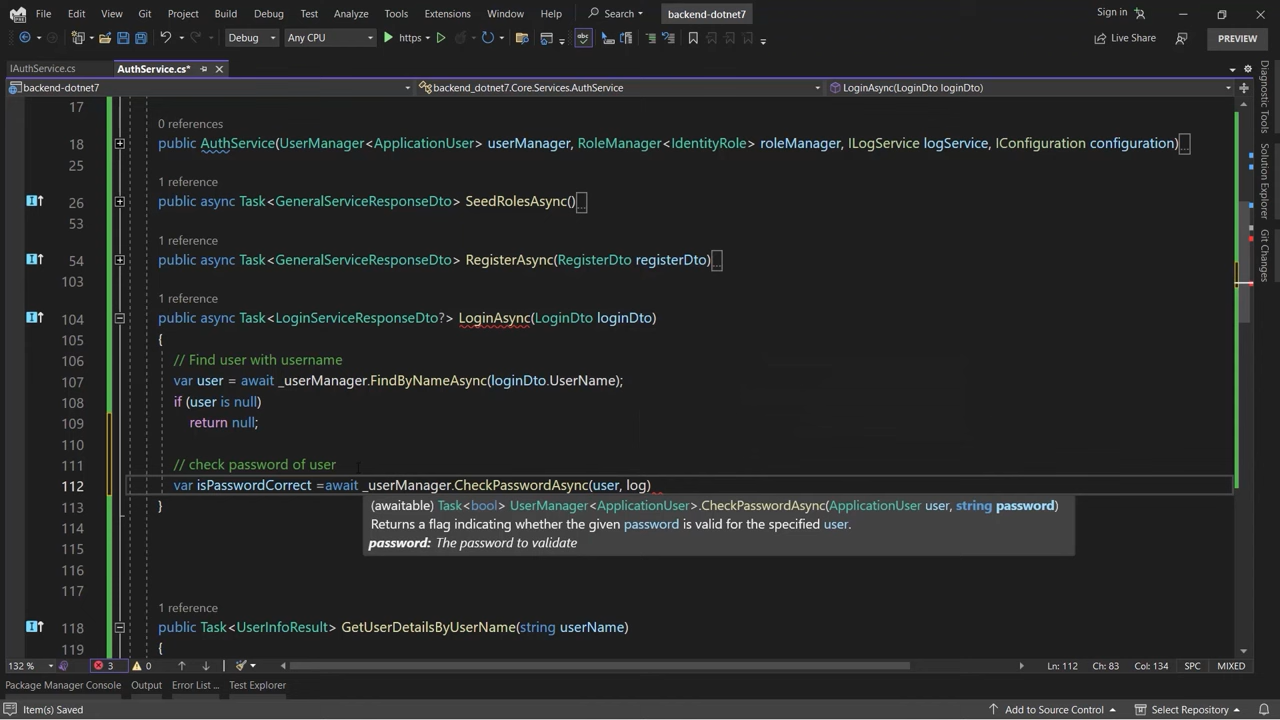 File Edit View Git Project Build Debug Test Analyze Tools Extensions Window Help Search backend-dotnet7 Sign in
Debug Any CPU https Live Share PREVIEW
IAuthService.cs AuthService.cs*
backend-dotnet7 backend_dotnet7.Core.Services.AuthService LoginAsync(LoginDto loginDto)
17
0 references
18 public AuthService(UserManager<ApplicationUser> userManager, RoleManager<IdentityRole> roleManager, ILogService logService, IConfiguration configuration)...
25
1 reference
26 public async Task<GeneralServiceResponseDto> SeedRolesAsync()...
53
1 reference
54 public async Task<GeneralServiceResponseDto> RegisterAsync(RegisterDto registerDto)...
103
1 reference
104 public async Task<LoginServiceResponseDto?> LoginAsync(LoginDto loginDto)
105 {
106 // Find user with username
107 var user = await _userManager.FindByNameAsync(loginDto.UserName);
108 if (user is null)
109 return null;
110
111 // check password of user
112 var isPasswordCorrect =await _userManager.CheckPasswordAsync(user, log)
(awaitable) Task<bool> UserManager<ApplicationUser>.CheckPasswordAsync(ApplicationUser user, string password)
Returns a flag indicating whether the given password is valid for the specified user.
password: The password to validate
113 }
114
115
116
117
1 reference
118 public Task<UserInfoResult> GetUserDetailsByUserName(string userName)
119 {
132 % 3 0 Ln: 112 Ch: 83 Col: 134 SPC MIXED
Package Manager Console Output Error List ... Test Explorer
Item(s) Saved Add to Source Control Select Repository
Diagnostic Tools
Solution Explorer
Git Changes